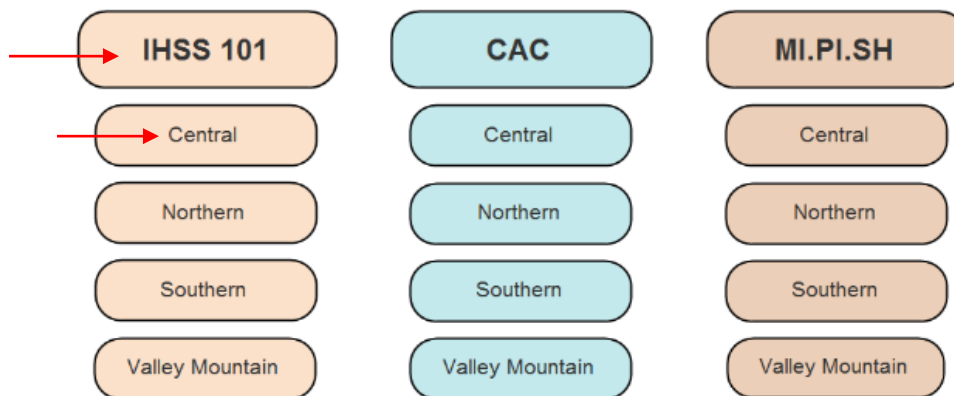 IHSS 101
CAC
MI.PI.SH
Central
Central
Central
Northern
Northern
Northern
Southern
Southern
Southern
Valley Mountain
Valley Mountain
Valley Mountain